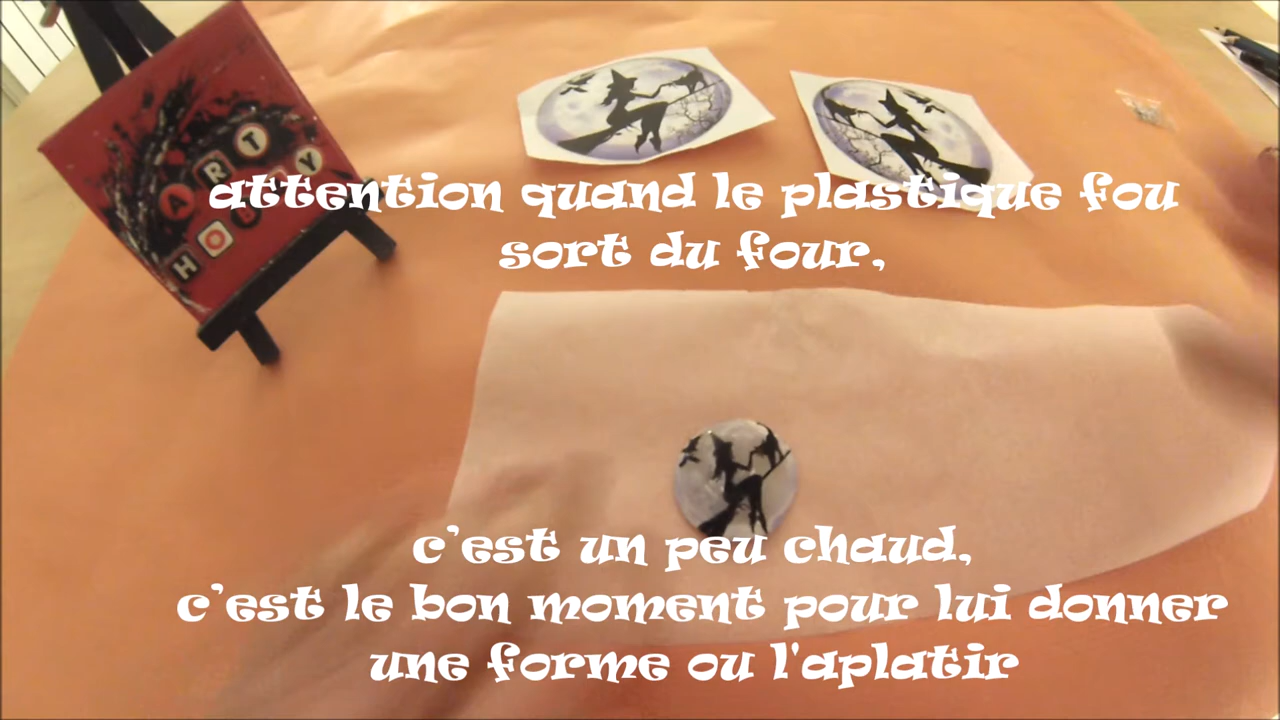 ART
HOBBY
attention quand le plastique fou
sort du four,
c'est un peu chaud,
c'est le bon moment pour lui donner
une forme ou l'aplatir